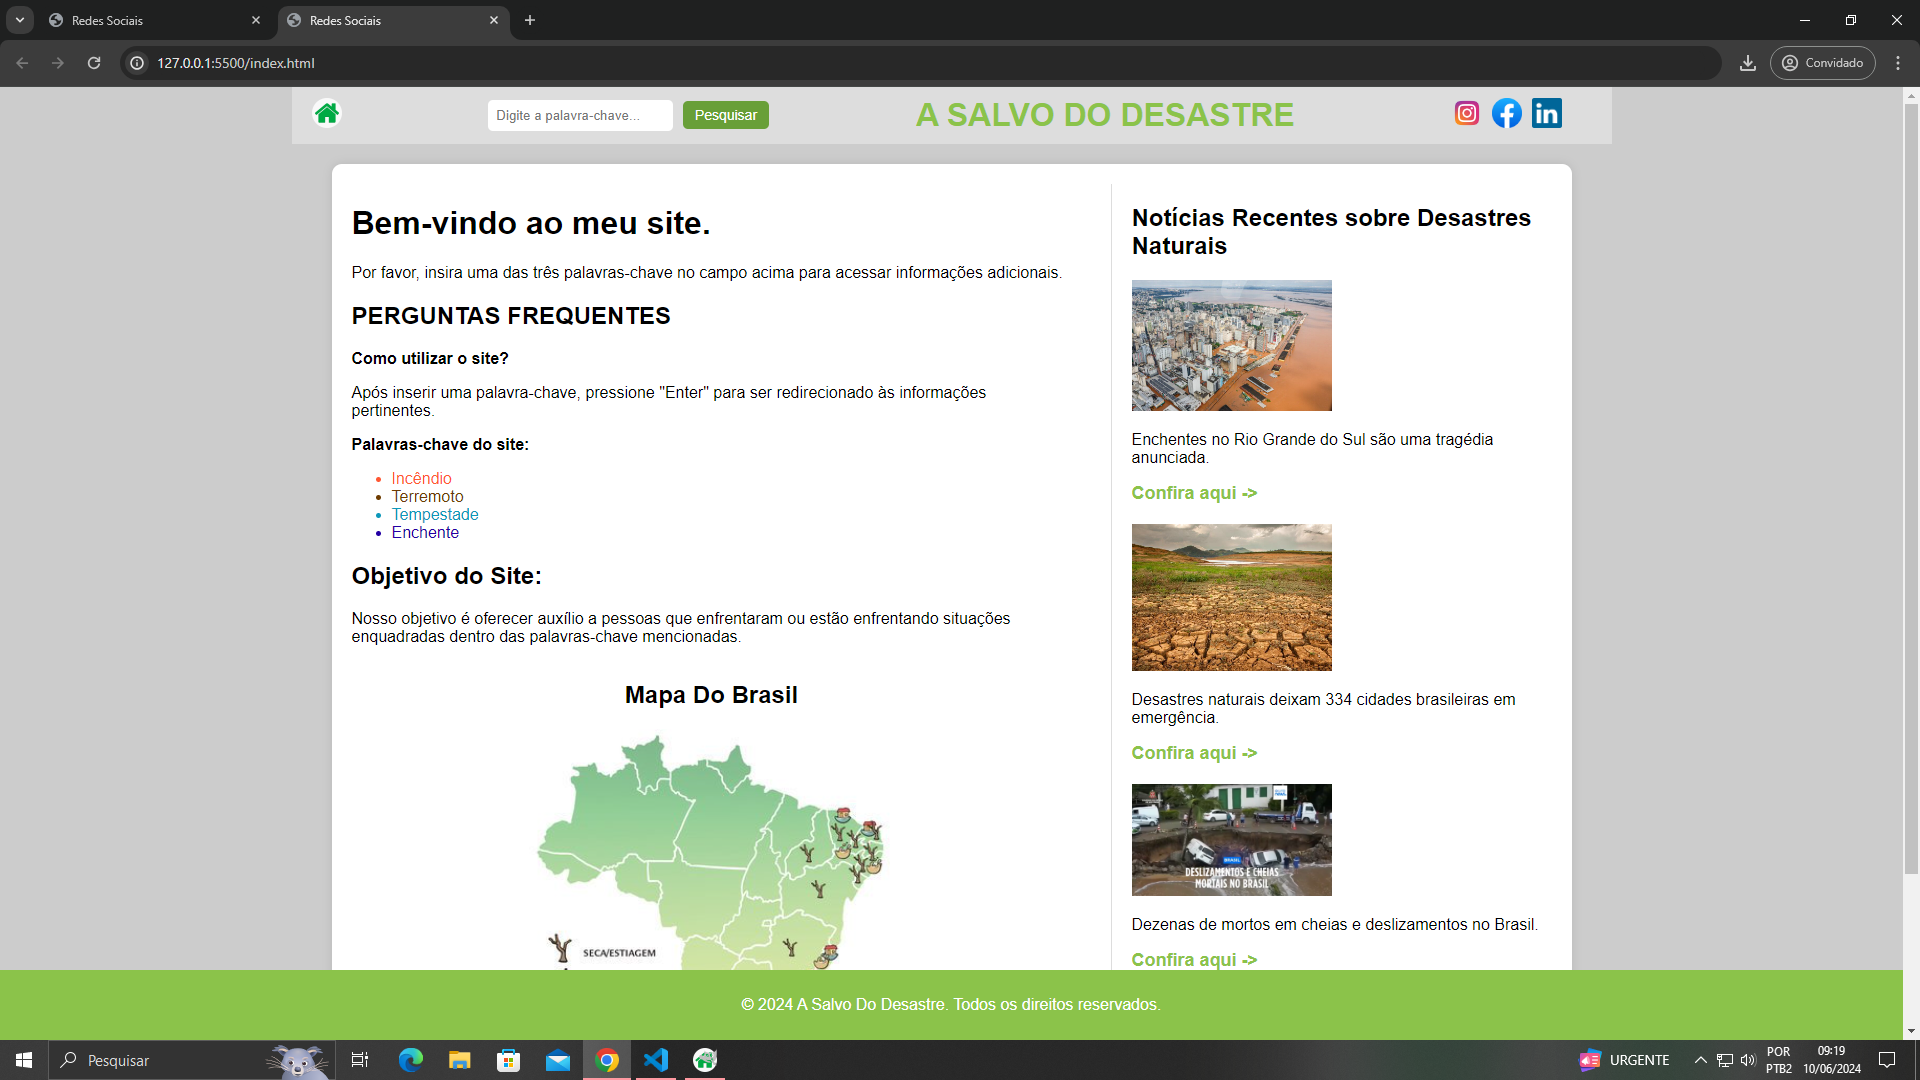 Redes Sociais
Redes Sociais
127.0.0.1:5500/index.html
Convidado
Digite a palavra-chave...
Pesquisar
A SALVO DO DESASTRE
Bem-vindo ao meu site.
Por favor, insira uma das três palavras-chave no campo acima para acessar informações adicionais.
PERGUNTAS FREQUENTES
Como utilizar o site?
Após inserir uma palavra-chave, pressione "Enter" para ser redirecionado às informações
pertinentes.
Palavras-chave do site:
Incêndio
Terremoto
Tempestade
Enchente
Objetivo do Site:
Nosso objetivo é oferecer auxílio a pessoas que enfrentaram ou estão enfrentando situações
enquadradas dentro das palavras-chave mencionadas.
Mapa Do Brasil
SECA/ESTIAGEM
Notícias Recentes sobre Desastres
Naturais
Enchentes no Rio Grande do Sul são uma tragédia
anunciada.
Confira aqui ->
Desastres naturais deixam 334 cidades brasileiras em
emergência.
Confira aqui ->
BRASIL
DESLIZAMENTOS E CHEIAS
MORTAIS NO BRASIL
Dezenas de mortos em cheias e deslizamentos no Brasil.
Confira aqui ->
© 2024 A Salvo Do Desastre. Todos os direitos reservados.
Pesquisar
URGENTE
POR
PTB2
09:19
10/06/2024